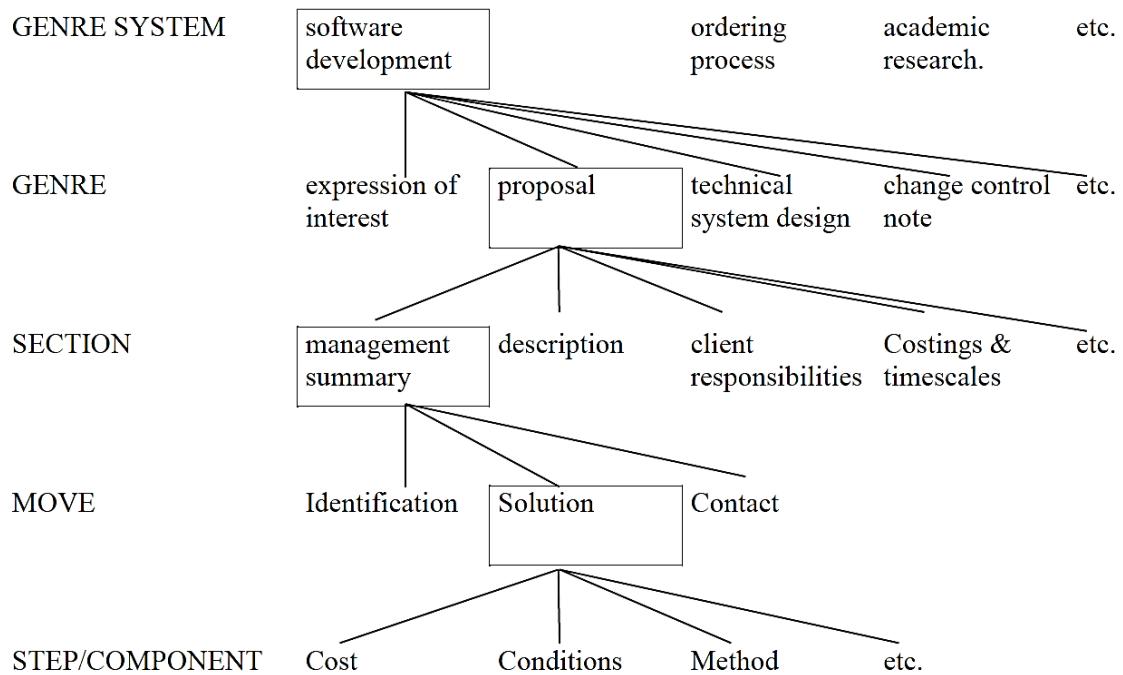 GENRE SYSTEM software ordering academic etc.
development process research.
GENRE expression of proposal technical change control etc.
interest system design note
SECTION management description client Costings & etc.
summary responsibilities timescales
MOVE Identification Solution Contact
STEP/COMPONENT Cost Conditions Method etc.